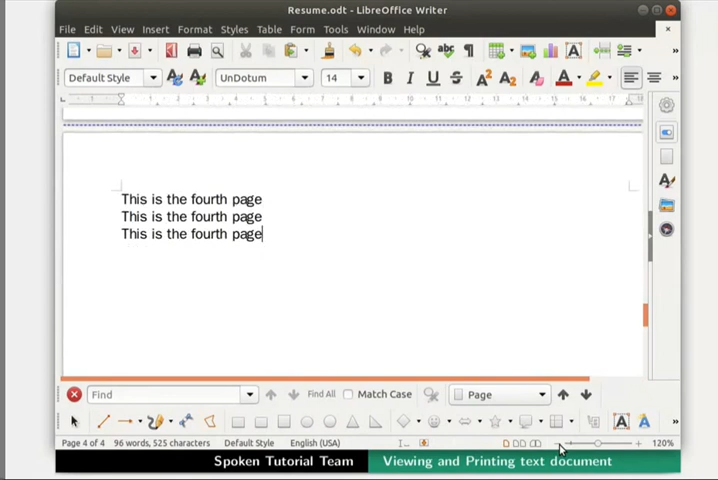 Resume.odt - LibreOffice Writer
File Edit View Insert Format Styles Table Form Tools Window Help
Default Style UnDotum 14 B I U S
This is the fourth page
This is the fourth page
This is the fourth page
Find Find All Match Case Page
Page 4 of 4 96 words, 525 characters Default Style English (USA) 120%
Spoken Tutorial Team Viewing and Printing text document